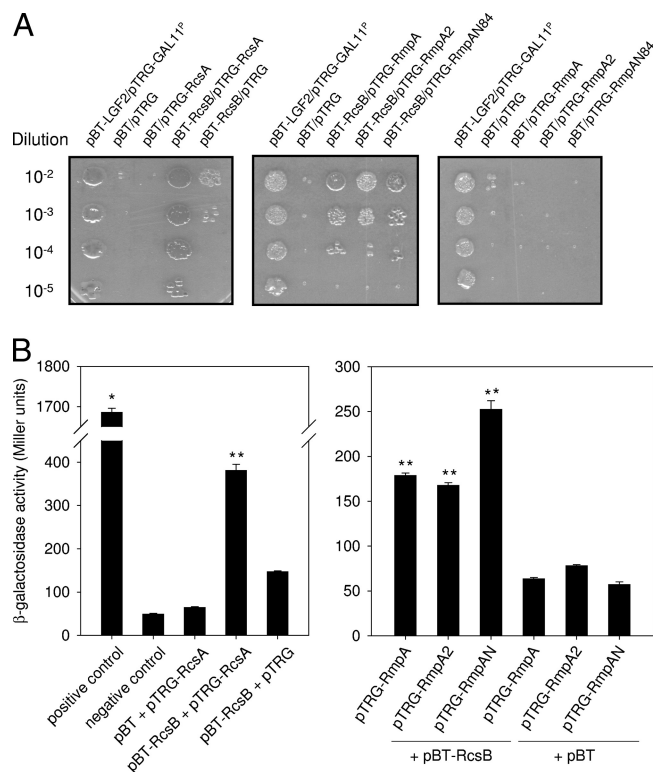 A
pBT-LGF2/pTRG-GAL11ᴾ
pBT/pTRG
pBT/pTRG-RcsA
pBT-RcsB/pTRG-RcsA
pBT-RcsB/pTRG
pBT-LGF2/pTRG-GAL11ᴾ
pBT/pTRG
pBT-RcsB/pTRG-RmpA
pBT-RcsB/pTRG-RmpA2
pBT-RcsB/pTRG-RmpAN84
pBT-LGF2/pTRG-GAL11ᴾ
pBT/pTRG
pBT/pTRG-RmpA
pBT/pTRG-RmpA2
pBT/pTRG-RmpAN84
Dilution
10⁻²
10⁻³
10⁻⁴
10⁻⁵
B
β-galactosidase activity (Miller units)
1800
1700
400
300
200
100
0
*
**
positive control
negative control
pBT + pTRG-RcsA
pBT-RcsB + pTRG-RcsA
pBT-RcsB + pTRG
300
250
200
150
100
50
0
**
**
**
pTRG-RmpA
pTRG-RmpA2
pTRG-RmpAN
pTRG-RmpA
pTRG-RmpA2
pTRG-RmpAN
+ pBT-RcsB
+ pBT